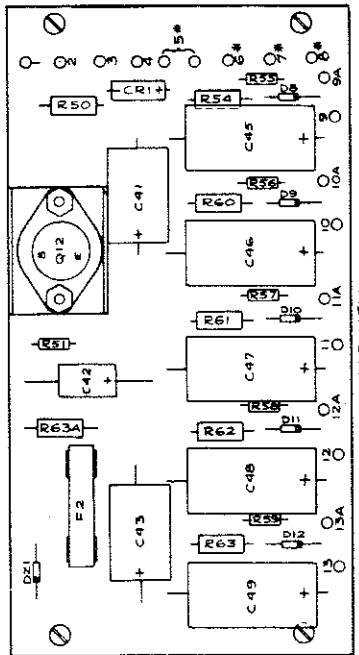 1 2 3 4 5* 6* 7* 8*
R55 9A
CR1+ D8
R50 R54
9
C45 +
C41 + R56 10A
R60 D9
B Q12 E
10
C46 +
R57 11A
R61 D10
R51 11
C47 +
C42 + R58 12A
R63A R62 D11
F2 12
C48 +
C43 + R59 13A
DZ1 R63 D12
13
C49 +